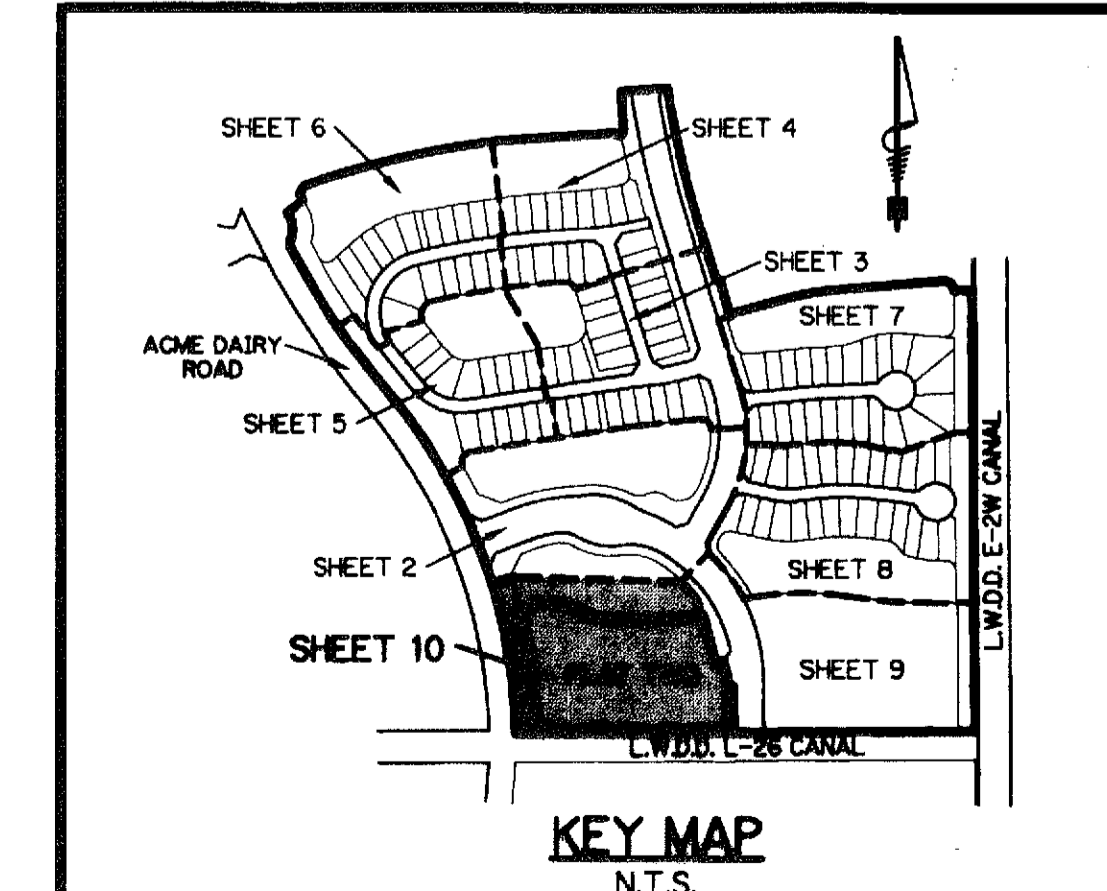 SHEET 6
SHEET 4
SHEET 3
SHEET 7
ACME DAIRY
ROAD
SHEET 5
L.W.D.D. E-2W CANAL
SHEET 2
SHEET 8
SHEET 10
SHEET 9
L.W.D.D. L-26 CANAL
KEY MAP
N.T.S.